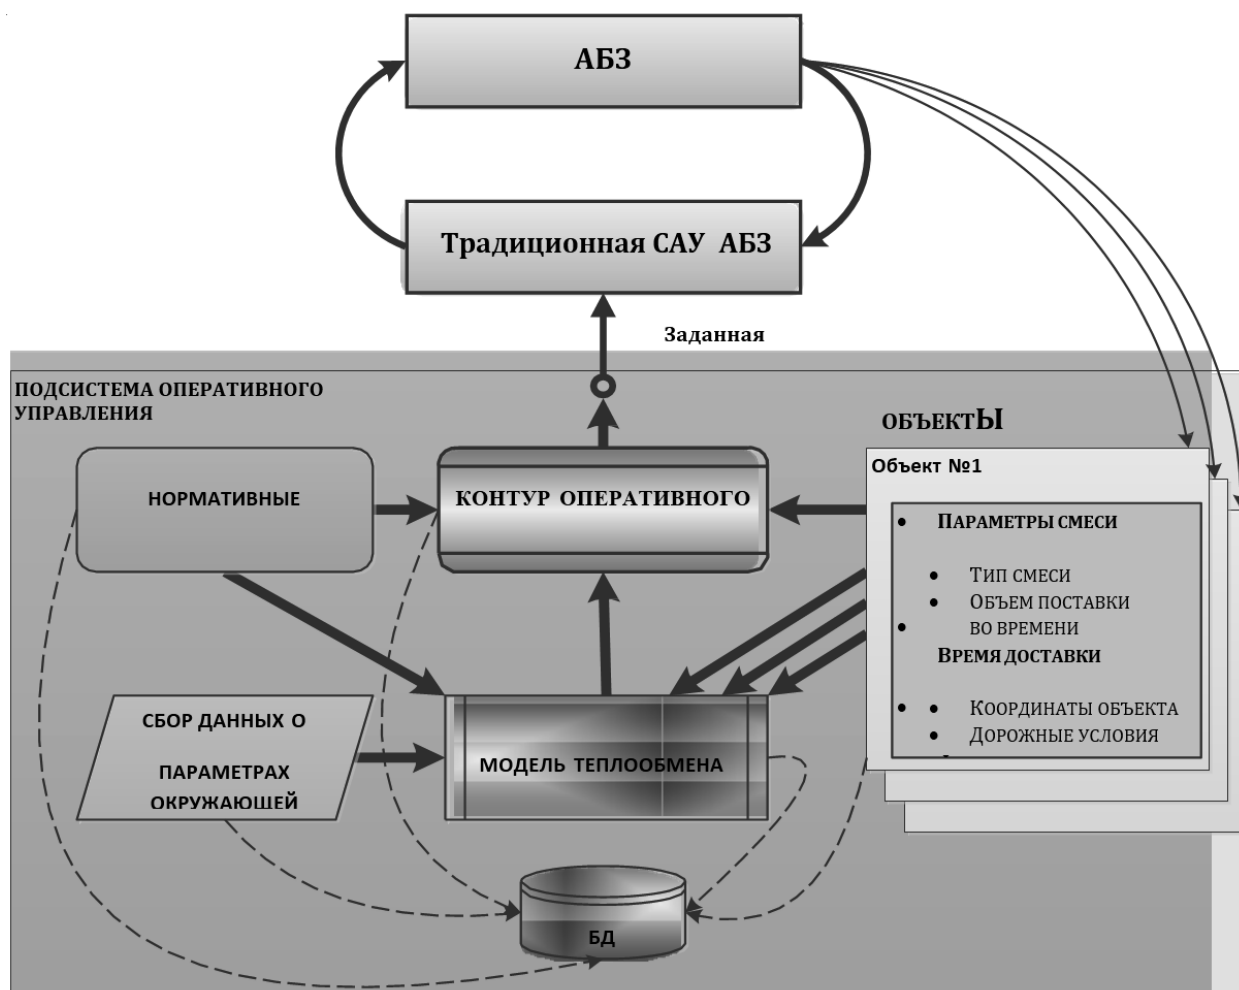 АБЗ
Традиционная САУ АБЗ
Заданная
ПОДСИСТЕМА ОПЕРАТИВНОГО
УПРАВЛЕНИЯ
ОБЪЕКТЫ
Объект №1
НОРМАТИВНЫЕ
КОНТУР ОПЕРАТИВНОГО
• ПАРАМЕТРЫ СМЕСИ
• ТИП СМЕСИ
• ОБЪЕМ ПОСТАВКИ
• ВО ВРЕМЕНИ
ВРЕМЯ ДОСТАВКИ
• • КООРДИНАТЫ ОБЪЕКТА
• ДОРОЖНЫЕ УСЛОВИЯ
СБОР ДАННЫХ О
ПАРАМЕТРАХ
ОКРУЖАЮЩЕЙ
МОДЕЛЬ ТЕПЛООБМЕНА
БД